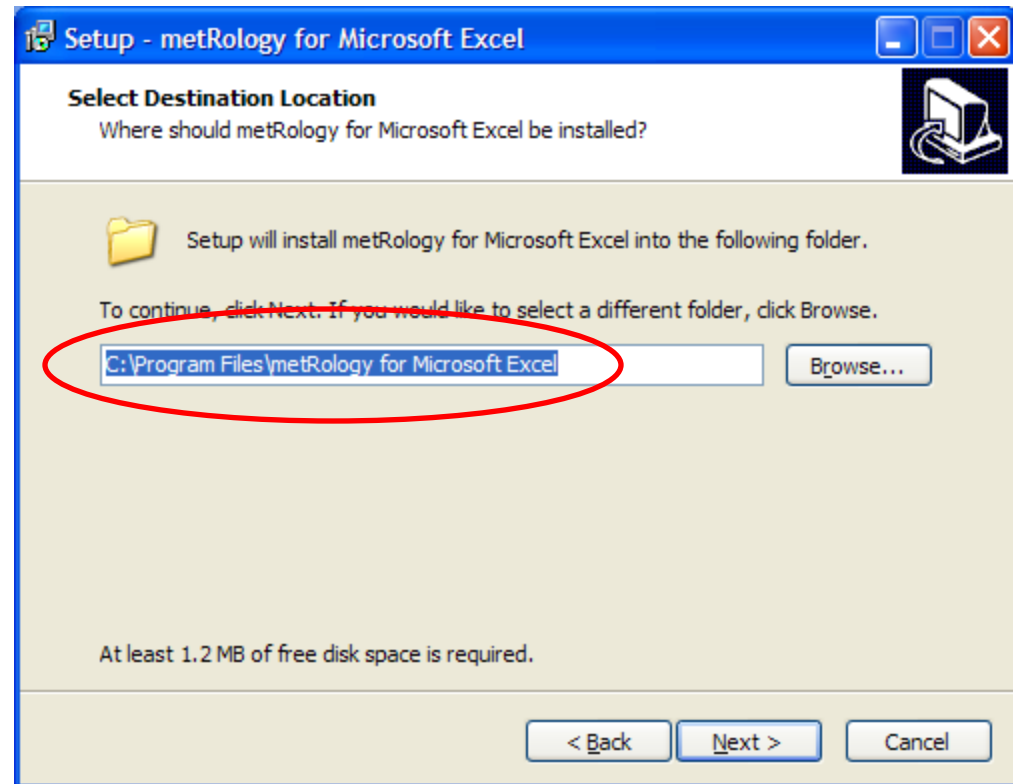 Setup - metRology for Microsoft Excel
Select Destination Location
Where should metRology for Microsoft Excel be installed?
Setup will install metRology for Microsoft Excel into the following folder.
To continue, click Next. If you would like to select a different folder, click Browse.
C:\Program Files\metRology for Microsoft Excel
Browse...
At least 1.2 MB of free disk space is required.
< Back
Next >
Cancel